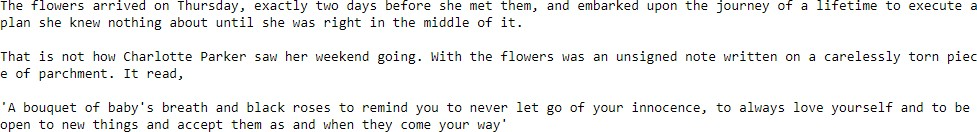 The flowers arrived on Thursday, exactly two days before she met them, and embarked upon the journey of a lifetime to execute a
plan she knew nothing about until she was right in the middle of it.

That is not how Charlotte Parker saw her weekend going. With the flowers was an unsigned note written on a carelessly torn piec
e of parchment. It read,

'A bouquet of baby's breath and black roses to remind you to never let go of your innocence, to always love yourself and to be
open to new things and accept them as and when they come your way'